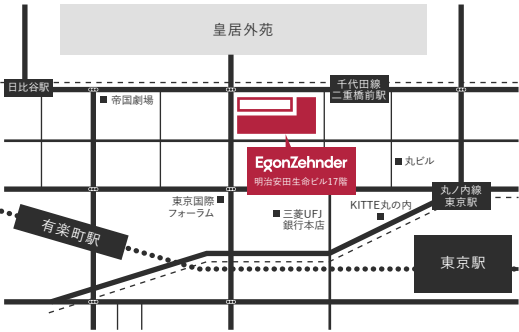 皇居外苑
日比谷駅
千代田線
二重橋前駅
帝国劇場
EgonZehnder
明治安田生命ビル17階
丸ビル
丸ノ内線
東京駅
東京国際
フォーラム
三菱UFJ
銀行本店
KITTE丸の内
有楽町駅
東京駅